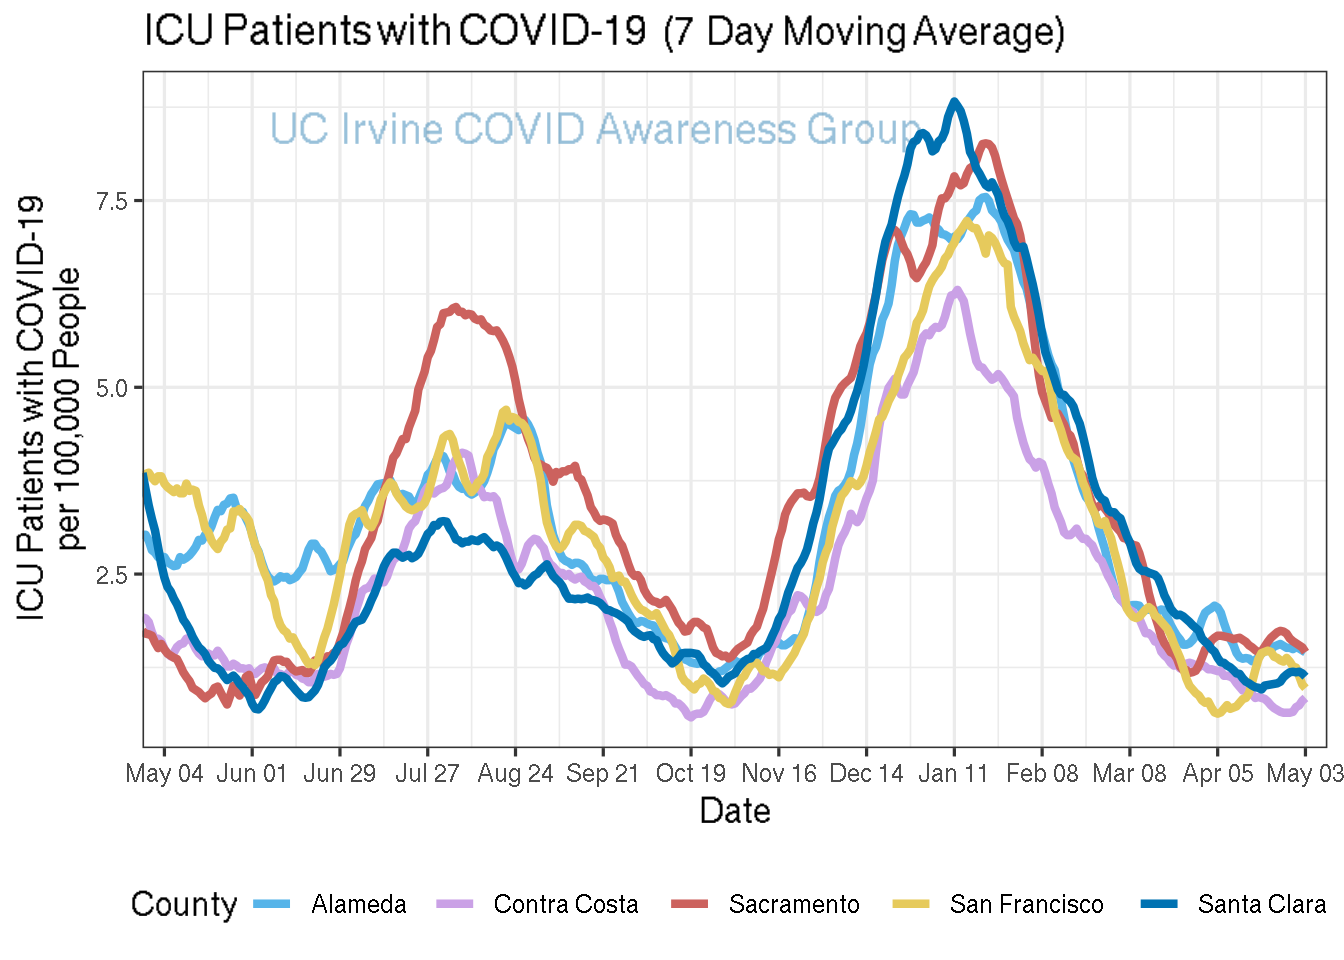 ICU Patients with COVID-19 (7 Day Moving Average)
UC Irvine COVID Awareness Group
ICU Patients with COVID-19
per 100,000 People
7.5
5.0
2.5
May 04 Jun 01 Jun 29 Jul 27 Aug 24 Sep 21 Oct 19 Nov 16 Dec 14 Jan 11 Feb 08 Mar 08 Apr 05 May 03
Date
County Alameda Contra Costa Sacramento San Francisco Santa Clara